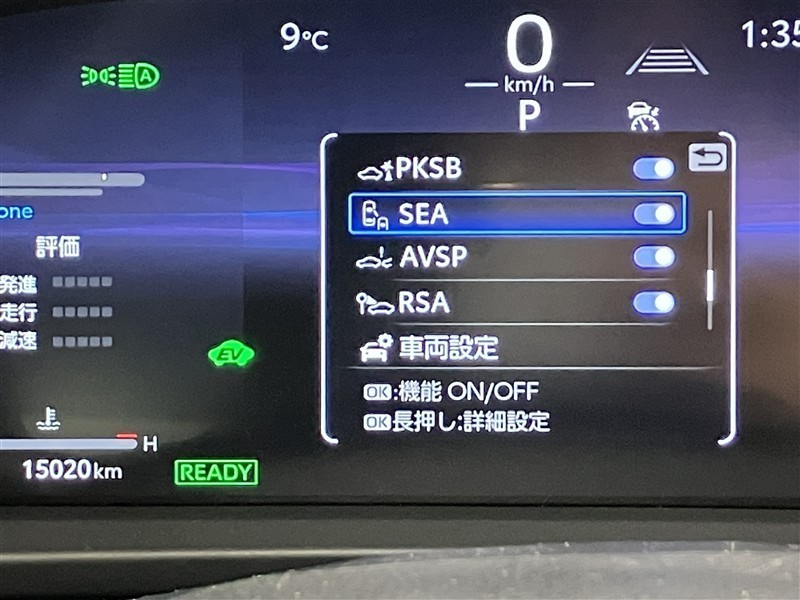 9°C
0
1:35
km/h
P
A
PKSB
SEA
one
評価
AVSP
発進
RSA
走行
減速
車両設定
EV
OK:機能 ON/OFF
OK長押し:詳細設定
H
15020km
READY